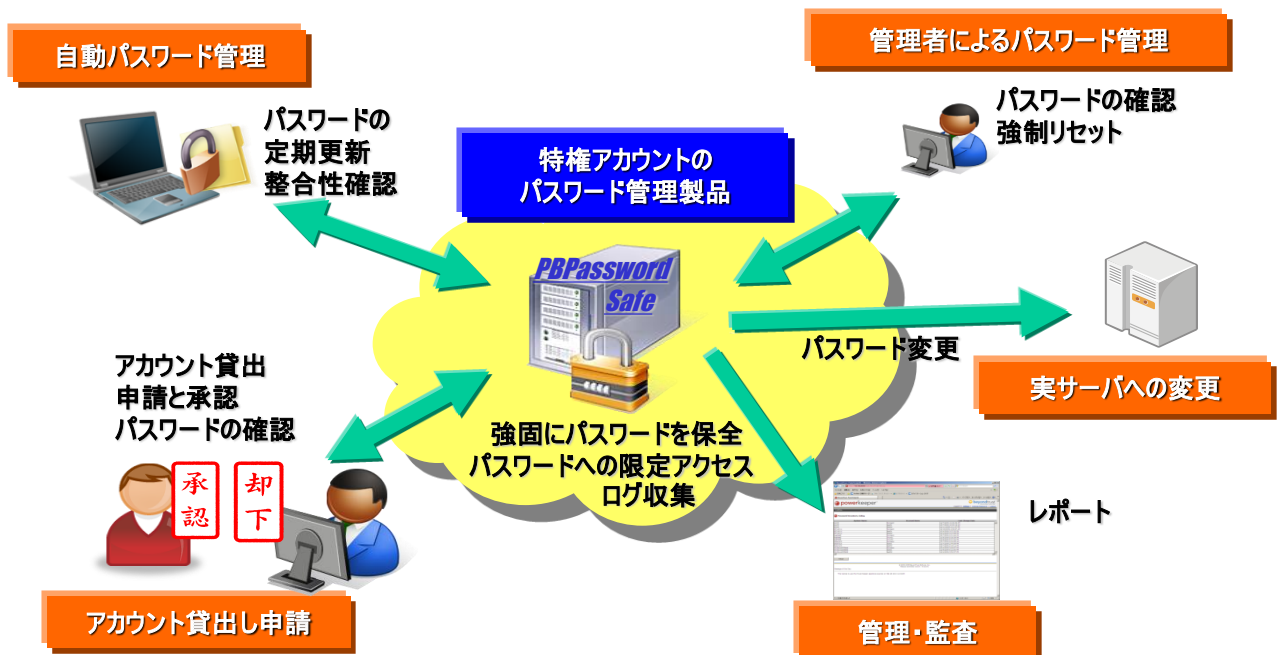 自動パスワード管理
パスワードの
定期更新
整合性確認
管理者によるパスワード管理
パスワードの確認
強制リセット
特権アカウントの
パスワード管理製品
PBPassword
Safe
パスワード変更
実サーバへの変更
アカウント貸出
申請と承認
パスワードの確認
承認
却下
強固にパスワードを保全
パスワードへの限定アクセス
ログ収集
powerkeeper
レポート
アカウント貸出し申請
管理・監査